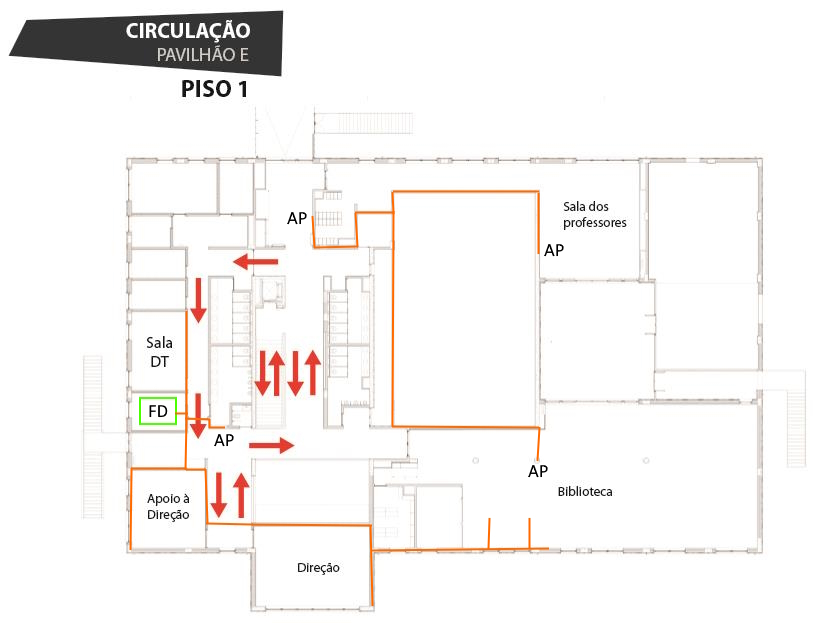 CIRCULAÇÃO
PAVILHÃO E
PISO 1
AP
Sala dos
professores
AP
Sala
DT
FD
AP
AP
Biblioteca
Apoio à
Direção
Direção